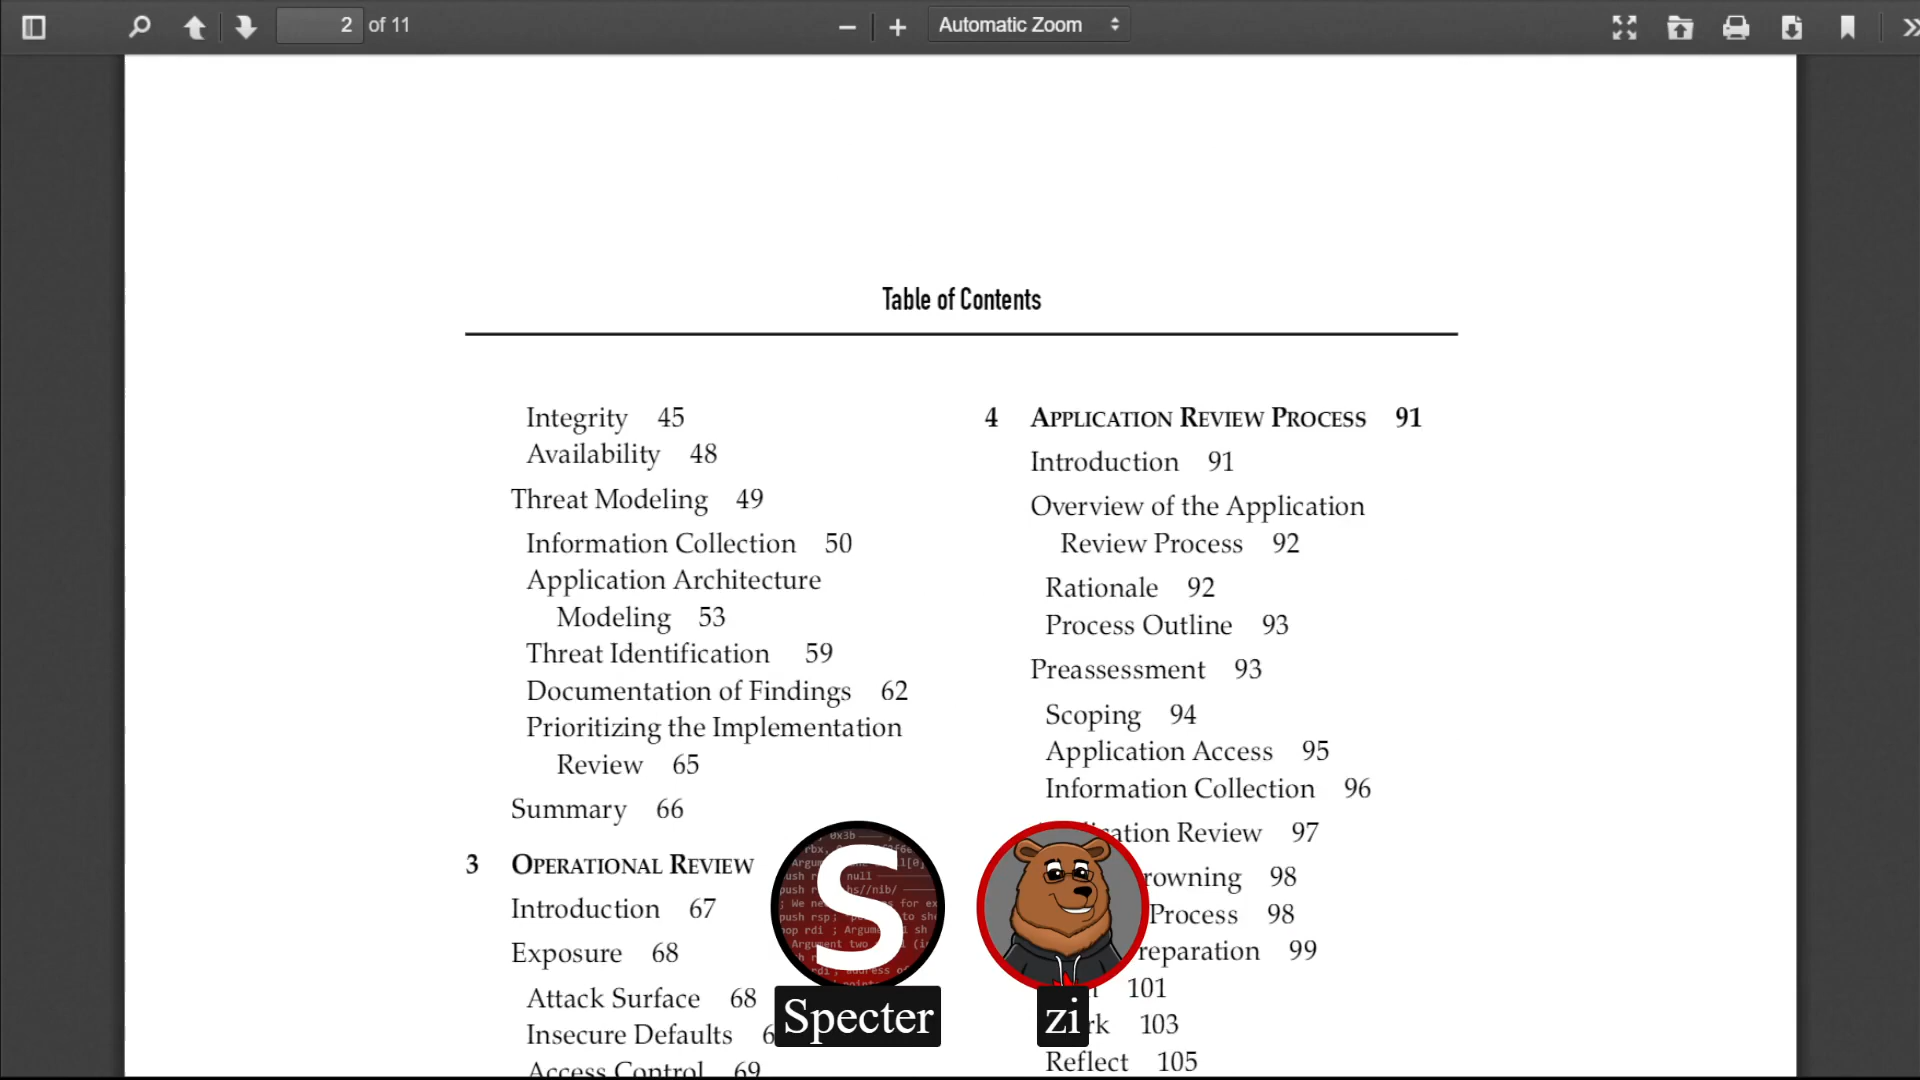 2 of 11
Automatic Zoom
Table of Contents
Integrity 45
Availability 48
Threat Modeling 49
Information Collection 50
Application Architecture
Modeling 53
Threat Identification 59
Documentation of Findings 62
Prioritizing the Implementation
Review 65
Summary 66
3 OPERATIONAL REVIEW
Introduction 67
Exposure 68
Attack Surface 68
Insecure Defaults
Access Control 69
4 APPLICATION REVIEW PROCESS 91
Introduction 91
Overview of the Application
Review Process 92
Rationale 92
Process Outline 93
Preassessment 93
Scoping 94
Application Access 95
Information Collection 96
Review 97
98
Process 98
99
101
103
Reflect 105
S
Specter
zi